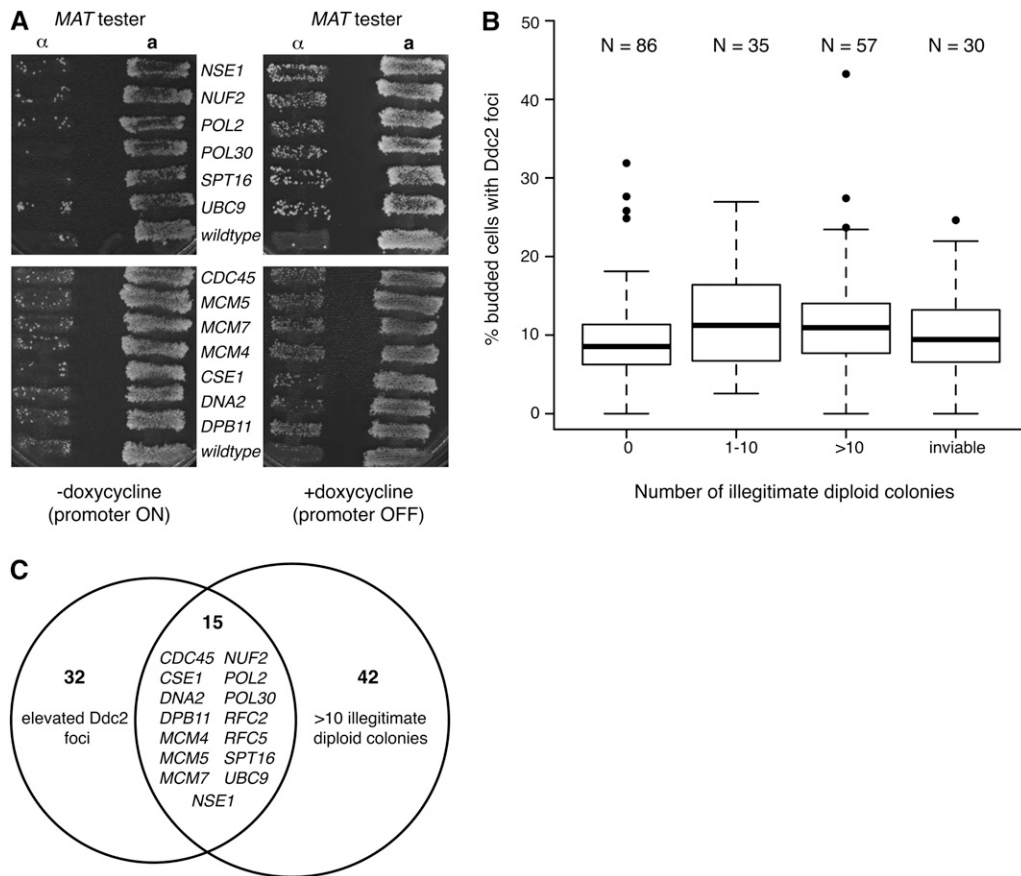 A
MAT tester
MAT tester
α
a
α
a
NSE1
NUF2
POL2
POL30
SPT16
UBC9
wildtype
CDC45
MCM5
MCM7
MCM4
CSE1
DNA2
DPB11
wildtype
-doxycycline
(promoter ON)
+doxycycline
(promoter OFF)
B
% budded cells with Ddc2 foci
50
40
30
20
10
0
N = 86
N = 35
N = 57
N = 30
0
1-10
>10
inviable
Number of illegitimate diploid colonies
C
32
elevated Ddc2
foci
15
CDC45 NUF2
CSE1 POL2
DNA2 POL30
DPB11 RFC2
MCM4 RFC5
MCM5 SPT16
MCM7 UBC9
NSE1
42
>10 illegitimate
diploid colonies